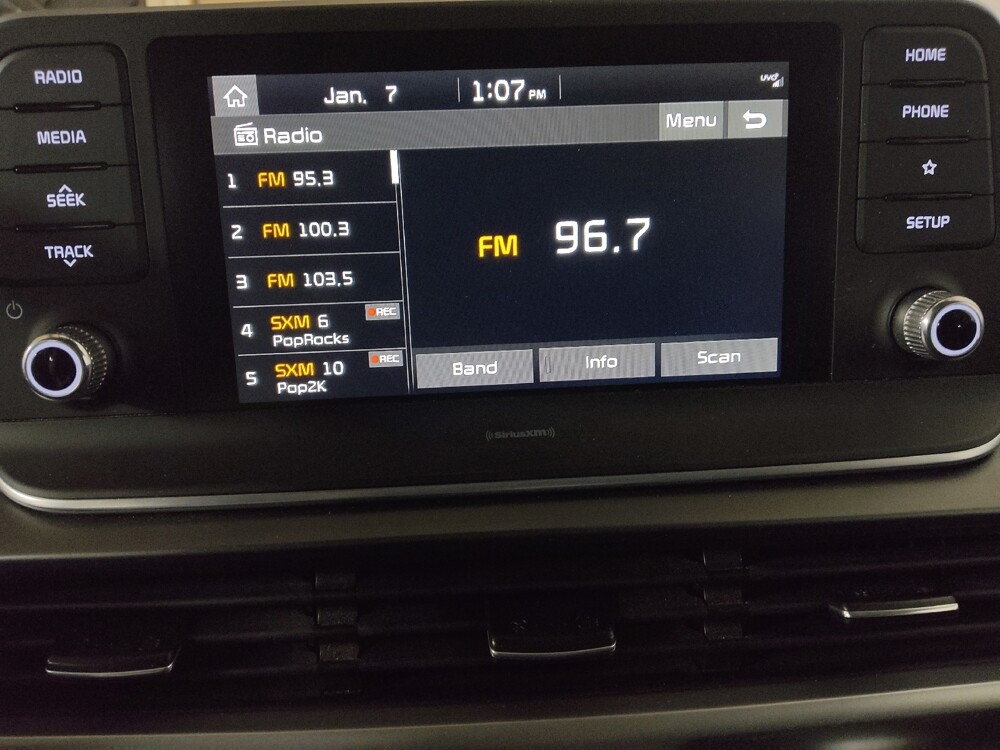 RADIO
MEDIA
SEEK
TRACK
Jan. 7 1:07 PM
UVO
Radio Menu
1 FM 95.3
2 FM 100.3
3 FM 103.5
4 SXM 6 REC
PopRocks
5 SXM 10 REC
Pop2K
FM 96.7
Band Info Scan
HOME
PHONE
SETUP
SiriusXM